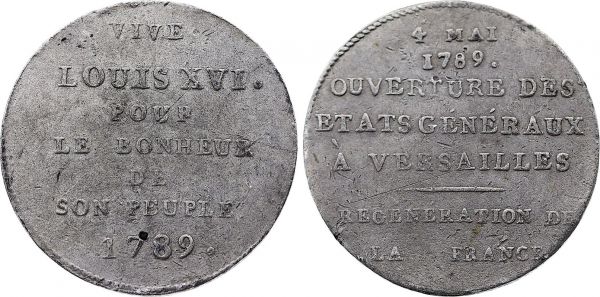 VIVE
LOUIS XVI.
POUR
LE BONHEUR
DE
SON PEUPLE
1789.
4 MAI
1789.
OUVERTURE DES
ETATS GÉNÉRAUX
À VERSAILLES
REGENERATION DE
LA FRANCE